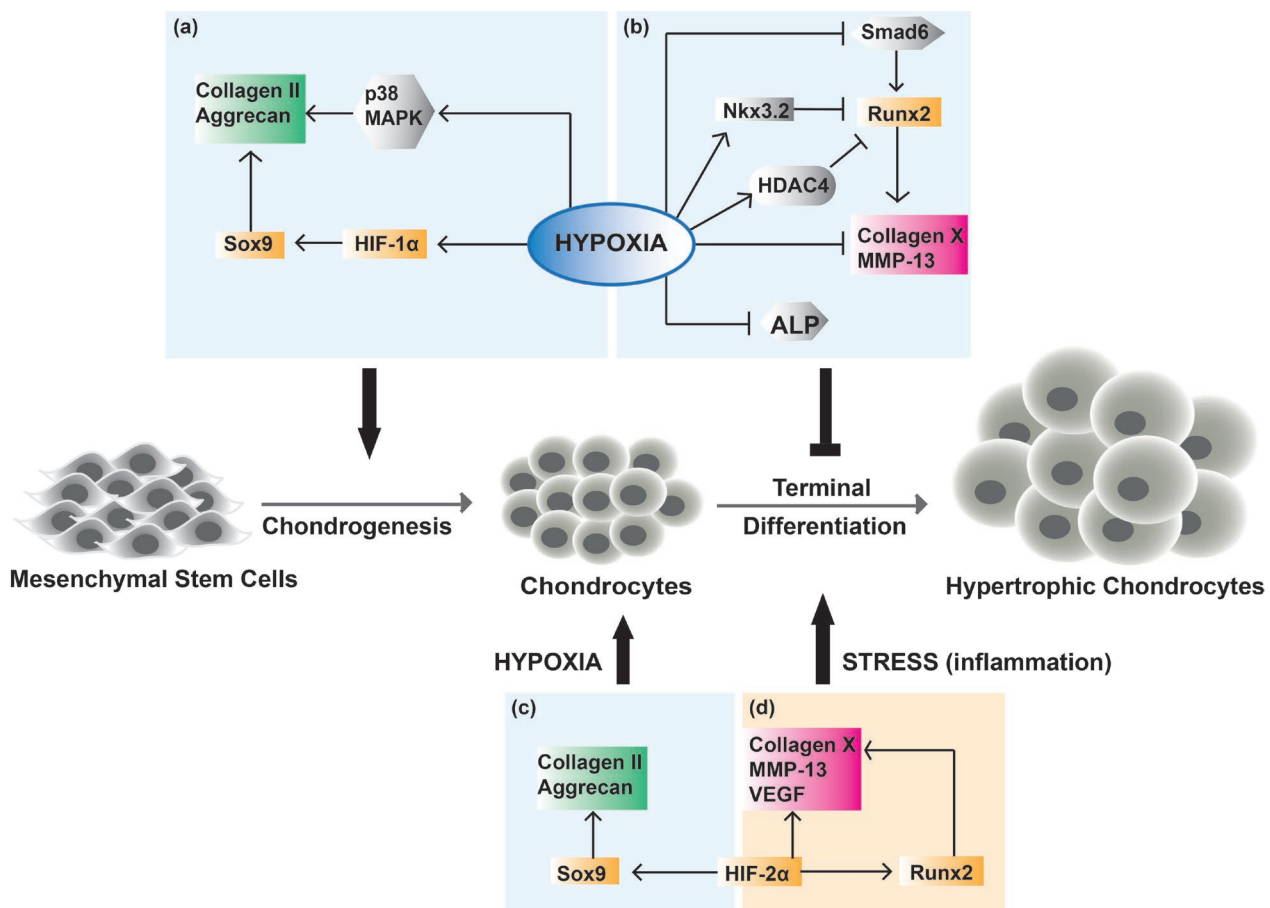 (a)
Collagen II
Aggrecan
p38
MAPK
Sox9
HIF-1α
HYPOXIA
(b)
Smad6
Nkx3.2
Runx2
HDAC4
Collagen X
MMP-13
ALP
Mesenchymal Stem Cells
Chondrogenesis
Chondrocytes
Terminal
Differentiation
Hypertrophic Chondrocytes
HYPOXIA
STRESS (inflammation)
(c)
Collagen II
Aggrecan
Sox9
(d)
Collagen X
MMP-13
VEGF
HIF-2α
Runx2